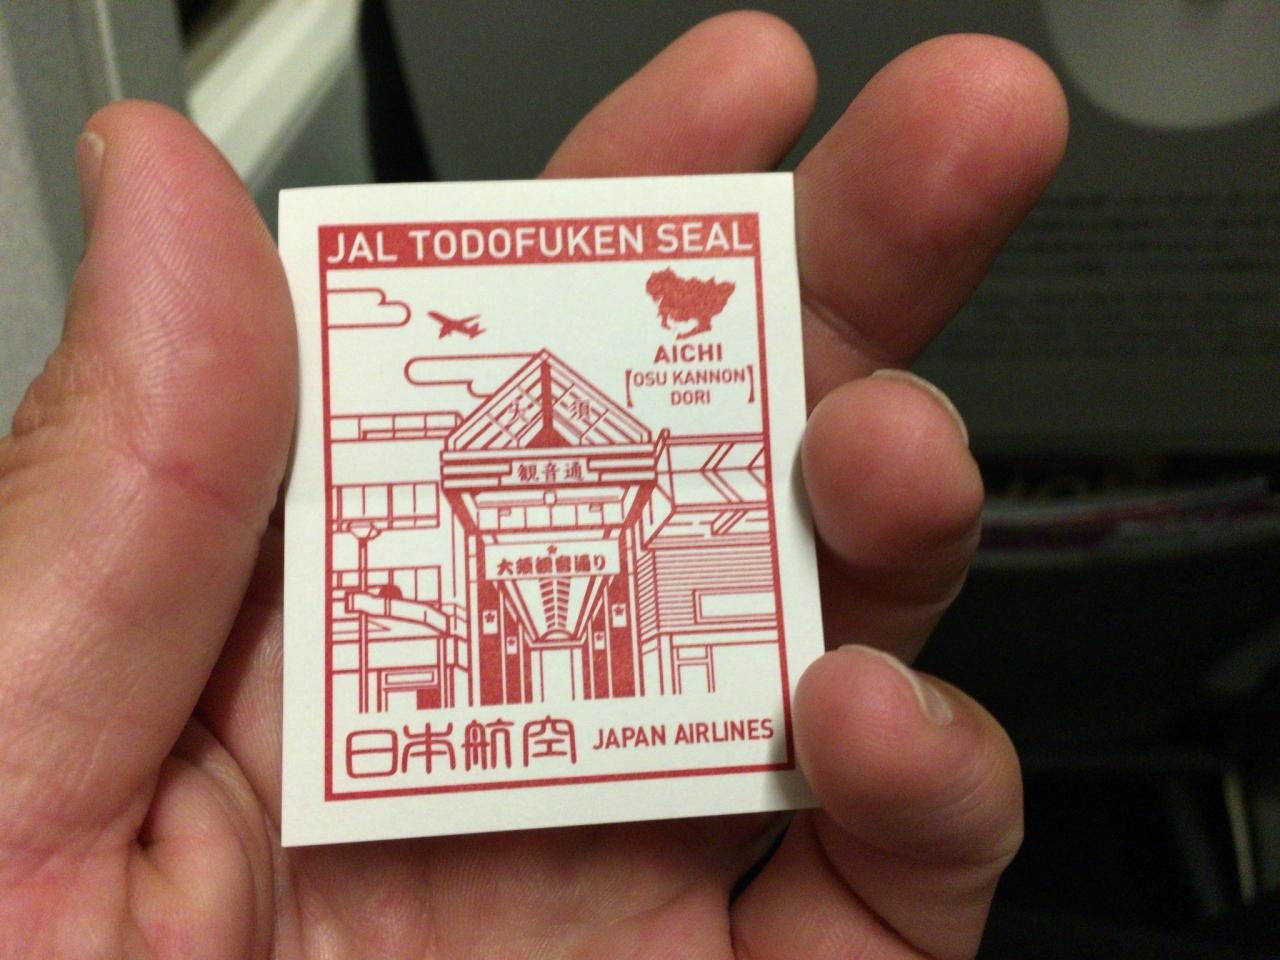 JAL TODOFUKEN SEAL
AICHI
[OSU KANNON
DORI]
大 須
観音通
大須観音通り
日本航空 JAPAN AIRLINES